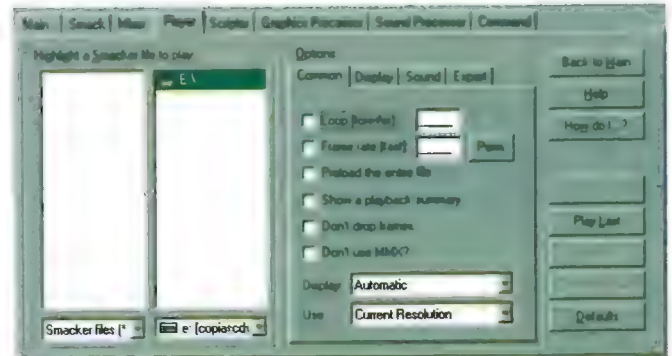 Main Smack Mixer Player Scripter Graphics Processor Sound Processor Command
Highlight a Smacker file to play
E:\
Smacker files (*
e: [copiarcdr
Options
Common Display Sound Expert
Loop
Frame rate
Preload the entire file
Show a playback summary
Don't drop frames
Don't use MMX?
Display Automatic
Use Current Resolution
Back to Main
Help
How do I...?
Play Last
Defaults